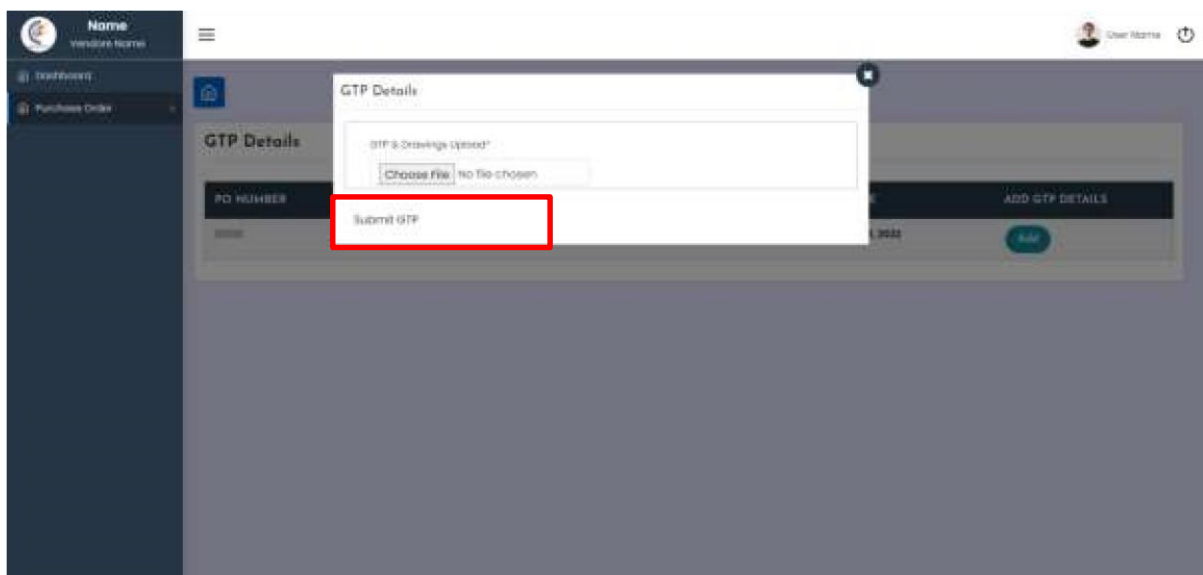 Name
Vendore Name
User Name
Dashboard
Purchase Order
GTP Details
GTP Details
GTP & Drawings Upload*
Choose File No file chosen
PO NUMBER
ADD GTP DETAILS
Submit GTP
2022
Add